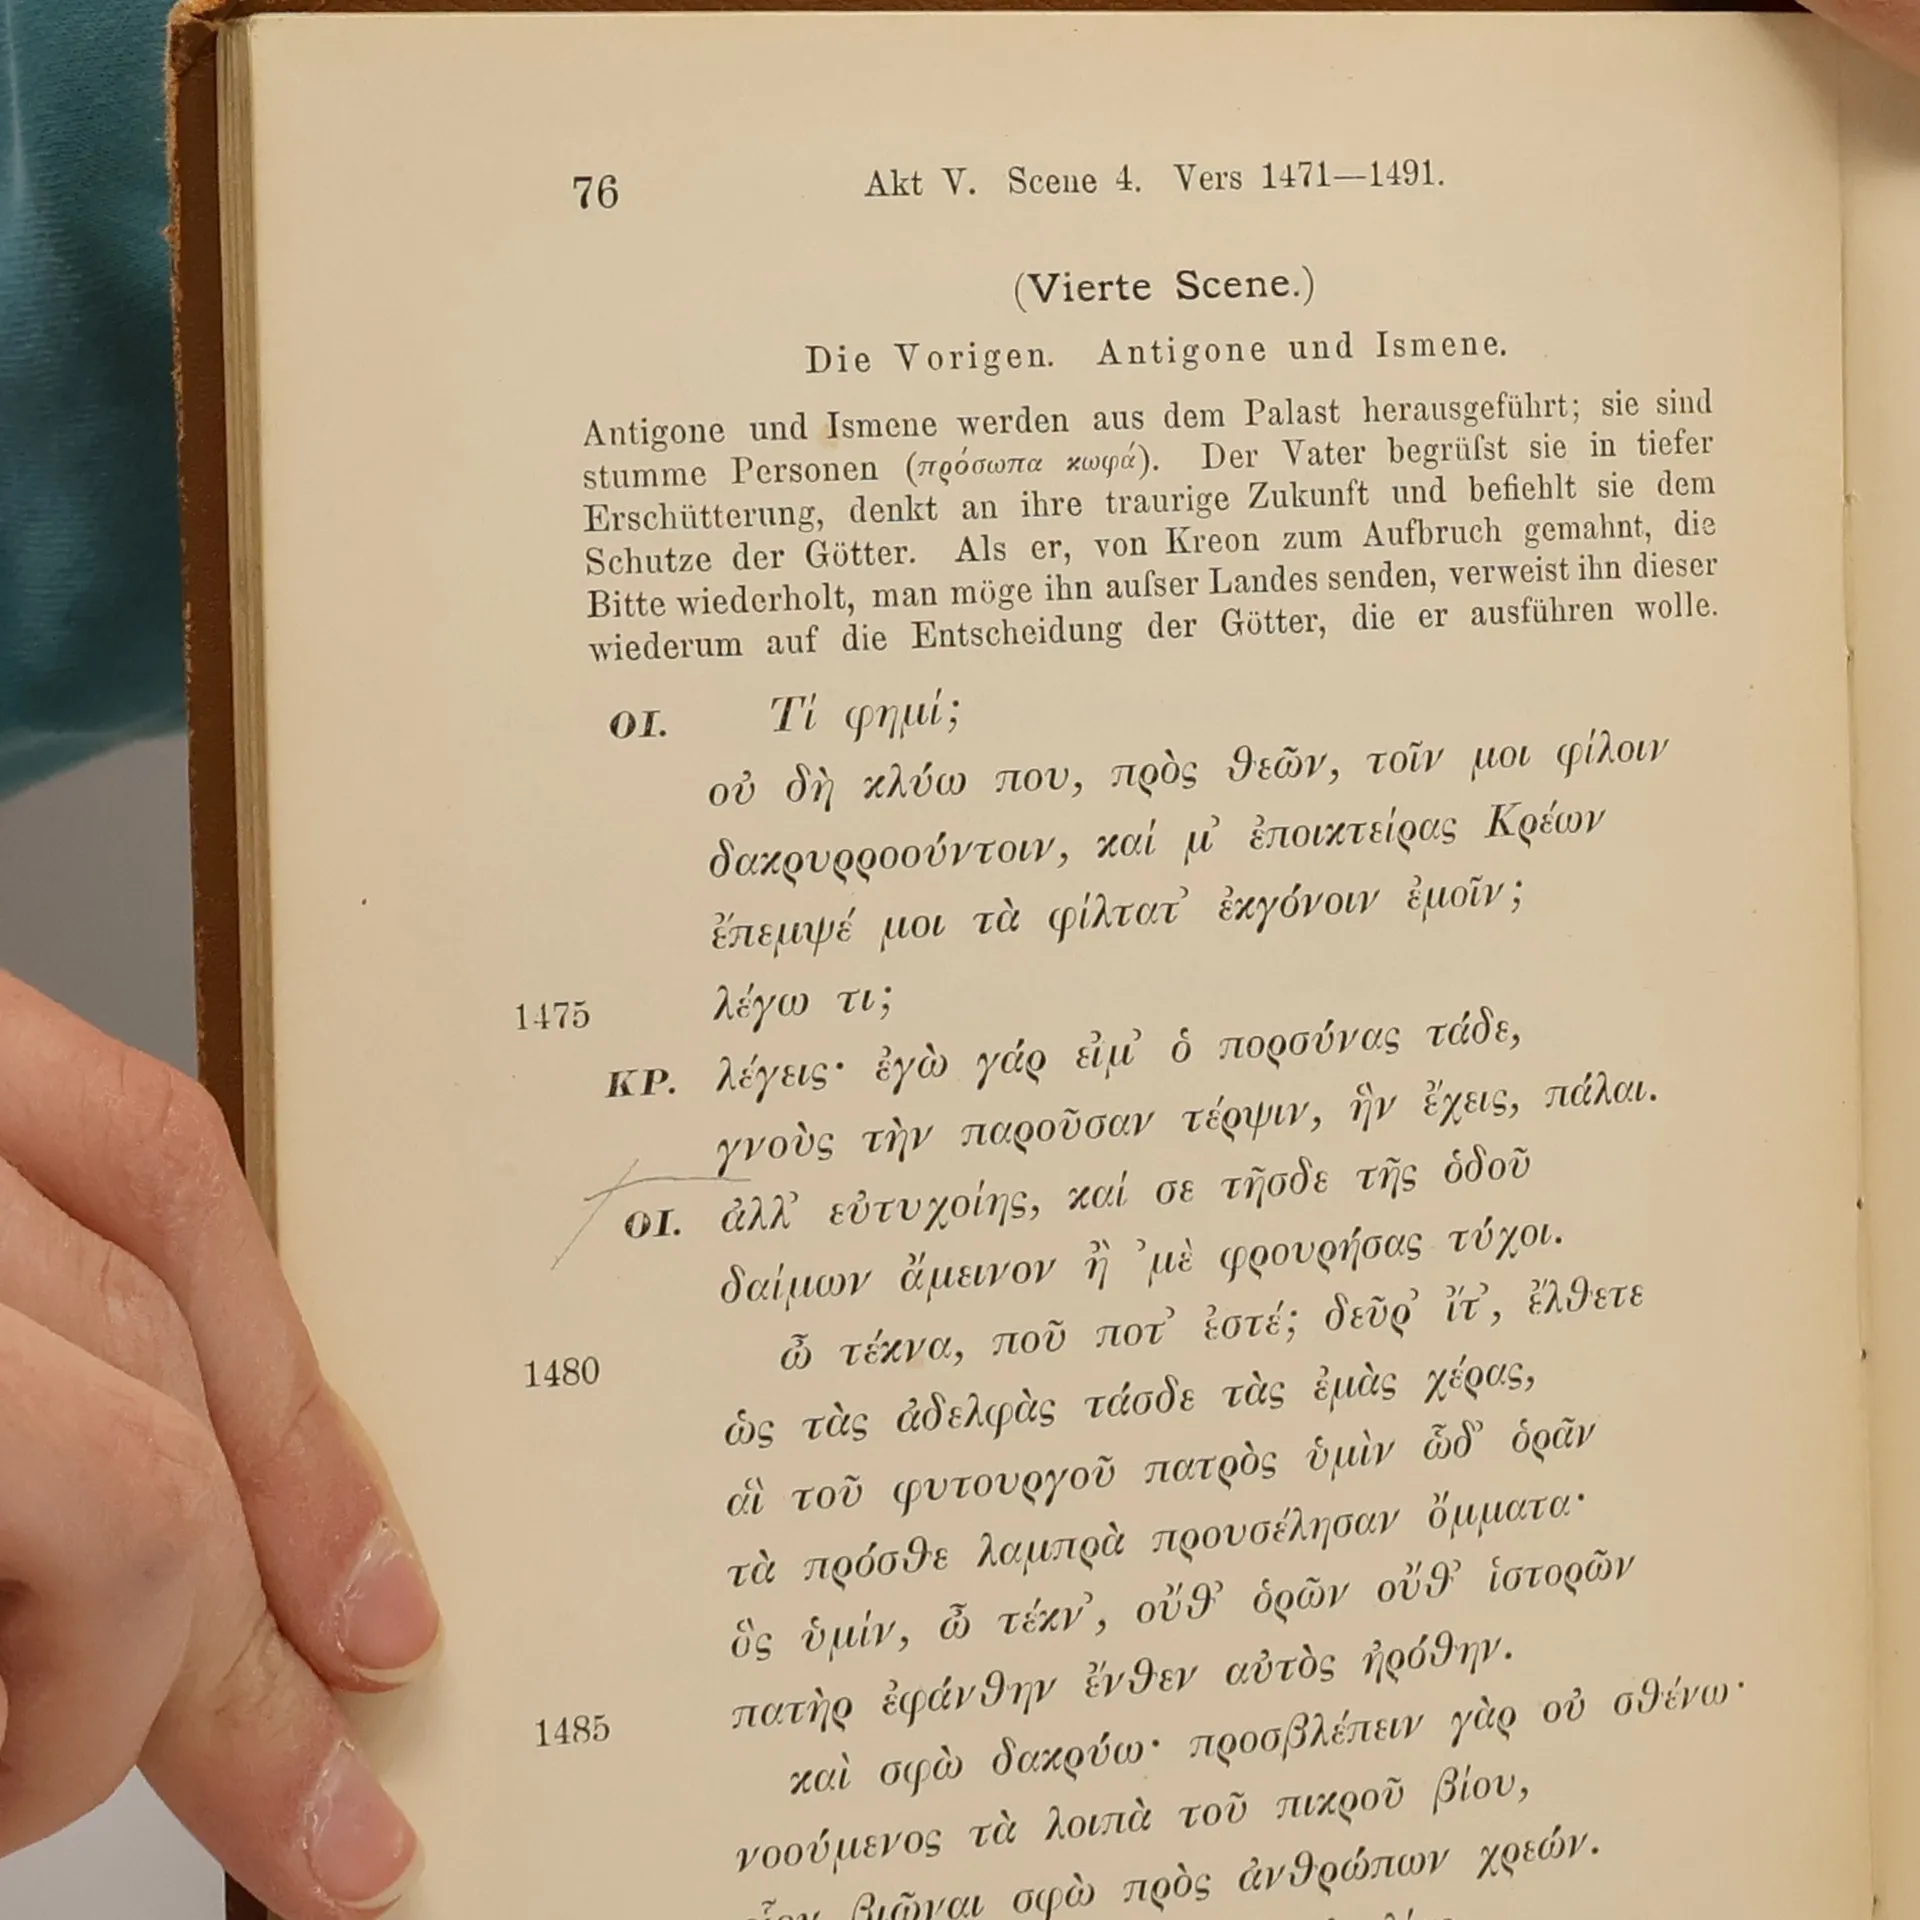 76 Akt V. Scene 4. Vers 1471—1491.
(Vierte Scene.)
Die Vorigen. Antigone und Ismene.
Antigone und Ismene werden aus dem Palast herausgeführt; sie sind
stumme Personen (πρόσωπα κωφά). Der Vater begrüſst sie in tiefer
Erschütterung, denkt an ihre traurige Zukunft und befiehlt sie dem
Schutze der Götter. Als er, von Kreon zum Aufbruch gemahnt, die
Bitte wiederholt, man möge ihn auſser Landes senden, verweist ihn dieser
wiederum auf die Entscheidung der Götter, die er ausführen wolle.
ΟΙ. Τί φημί;
οὐ δὴ κλύω που, πρὸς θεῶν, τοῖν μοι φίλοιν
δακρυρροούντοιν, καί μ᾽ ἐποικτείρας Κρέων
ἔπεμψέ μοι τὰ φίλτατ᾽ ἐκγόνοιν ἐμοῖν;
1475 λέγω τι;
ΚΡ. λέγεις· ἐγὼ γάρ εἰμ᾽ ὁ πορσύνας τάδε,
γνοὺς τὴν παροῦσαν τέρψιν, ἣν ἔχεις, πάλαι.
ΟΙ. ἀλλ᾽ εὐτυχοίης, καί σε τῆσδε τῆς ὁδοῦ
δαίμων ἄμεινον ἢ ᾽μὲ φρουρήσας τύχοι.
1480 ὦ τέκνα, ποῦ ποτ᾽ ἐστέ; δεῦρ᾽ ἴτ᾽, ἔλθετε
ὡς τὰς ἀδελφὰς τάσδε τὰς ἐμὰς χέρας,
αἳ τοῦ φυτουργοῦ πατρὸς ὑμὶν ὧδ᾽ ὁρᾶν
τὰ πρόσθε λαμπρὰ προυσέλησαν ὄμματα·
ὃς ὑμίν, ὦ τέκν᾽, οὔθ᾽ ὁρῶν οὔθ᾽ ἱστορῶν
1485 πατὴρ ἐφάνθην ἔνθεν αὐτὸς ἠρόθην.
καὶ σφὼ δακρύω· προσβλέπειν γὰρ οὐ σθένω·
νοούμενος τὰ λοιπὰ τοῦ πικροῦ βίου,
οἷον βιῶναι σφὼ πρὸς ἀνθρώπων χρεών.